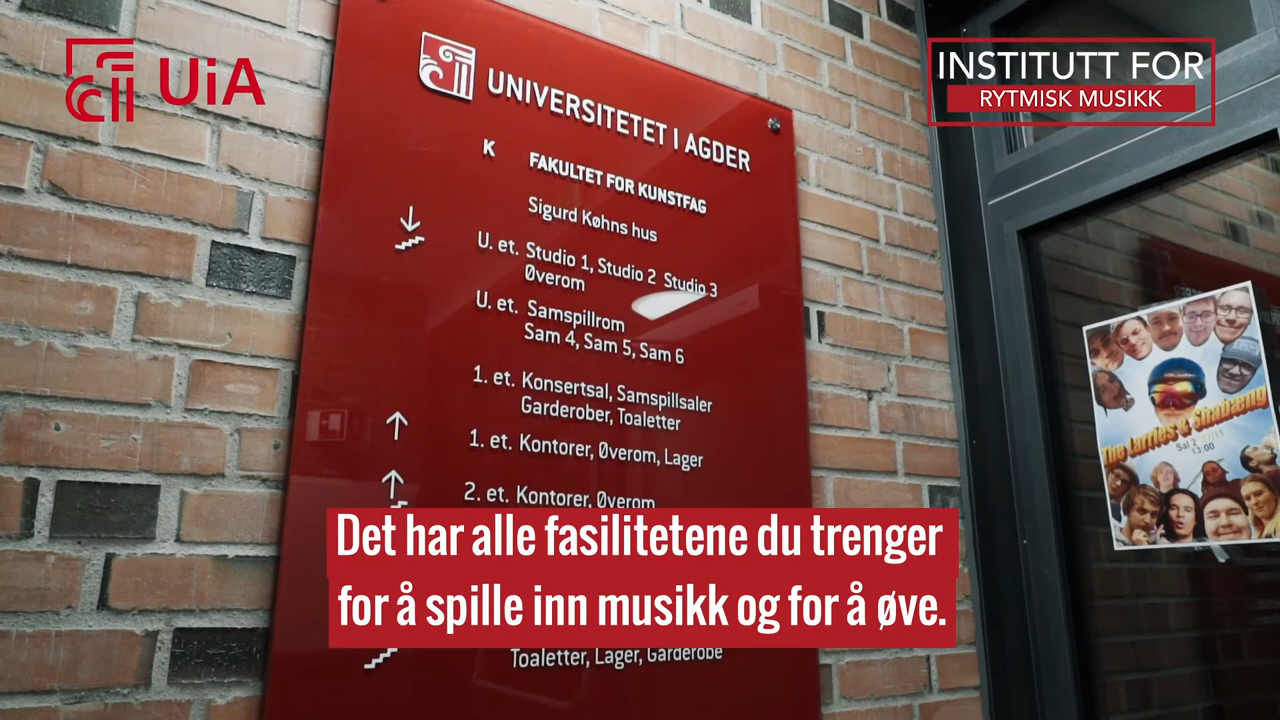 UiA
INSTITUTT FOR
RYTMISK MUSIKK
UNIVERSITETET I AGDER
K FAKULTET FOR KUNSTFAG
Sigurd Køhns hus
U. et. Studio 1, Studio 2 Studio 3
Øverom
U. et. Samspillrom
Sam 4, Sam 5, Sam 6
1. et. Konsertsal, Samspillsaler
Garderober, Toaletter
1. et. Kontorer, Øverom, Lager
2. et. Kontorer, Øverom
Toaletter, Lager, Garderobe
The Larries & Shabæng
13:00
Det har alle fasilitetene du trenger
for å spille inn musikk og for å øve.